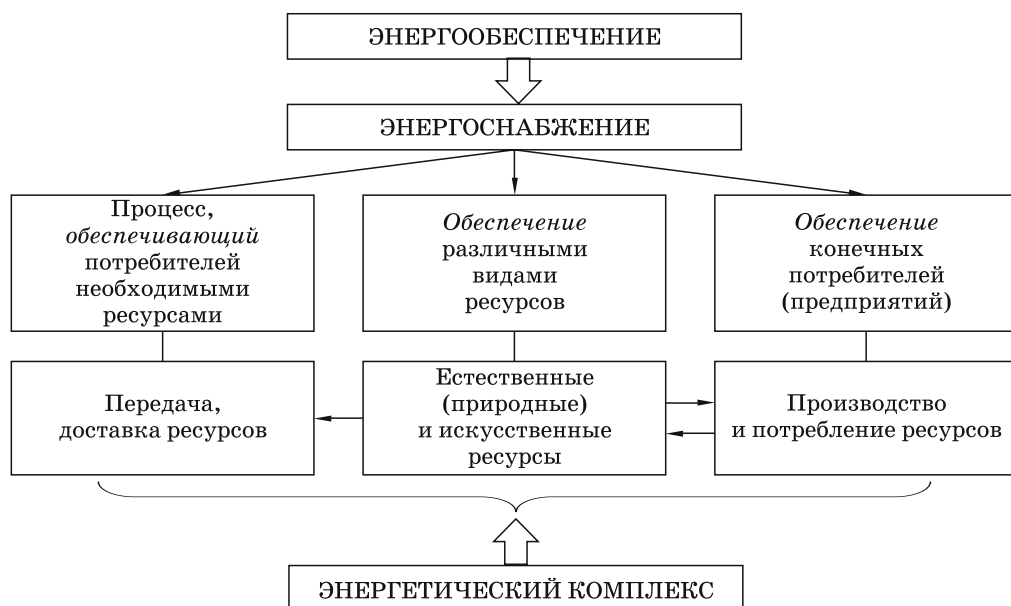 ЭНЕРГООБЕСПЕЧЕНИЕ
ЭНЕРГОСНАБЖЕНИЕ
Процесс,
обеспечивающий
потребителей
необходимыми
ресурсами
Обеспечение
различными
видами
ресурсов
Обеспечение
конечных
потребителей
(предприятий)
Передача,
доставка ресурсов
Естественные
(природные)
и искусственные
ресурсы
Производство
и потребление ресурсов
ЭНЕРГЕТИЧЕСКИЙ КОМПЛЕКС